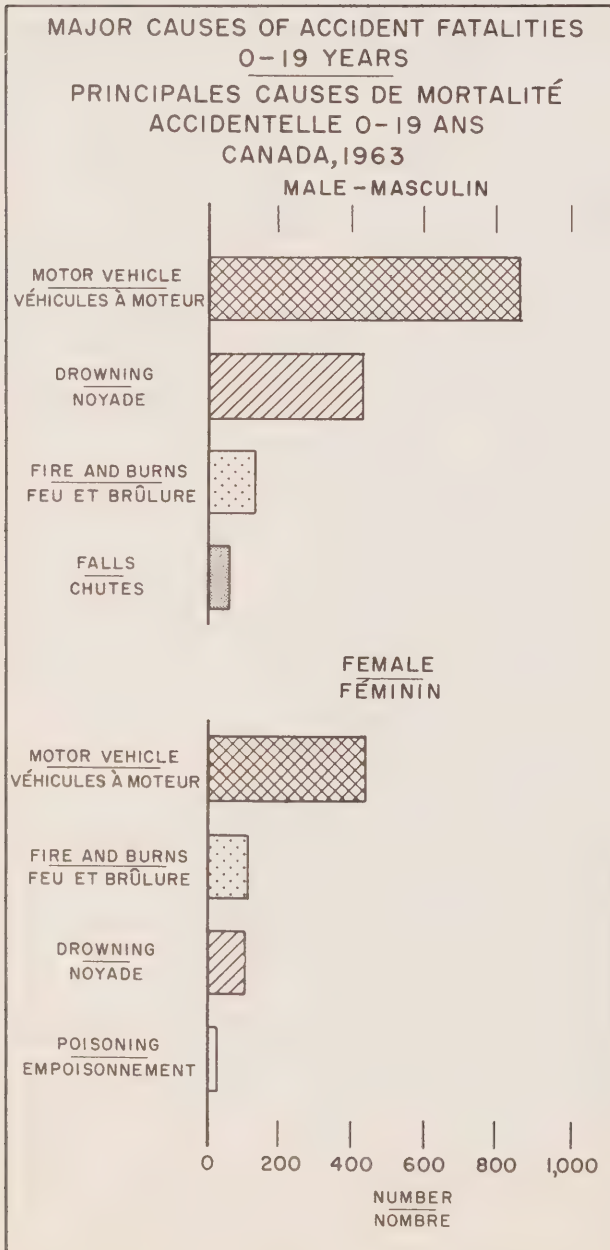 MAJOR CAUSES OF ACCIDENT FATALITIES
0-19 YEARS
PRINCIPALES CAUSES DE MORTALITÉ
ACCIDENTELLE 0-19 ANS
CANADA, 1963
MALE-MASCULIN
MOTOR VEHICLE
VÉHICULES À MOTEUR
DROWNING
NOYADE
FIRE AND BURNS
FEU ET BRÛLURE
FALLS
CHUTES
FEMALE
FÉMININ
MOTOR VEHICLE
VÉHICULES À MOTEUR
FIRE AND BURNS
FEU ET BRÛLURE
DROWNING
NOYADE
POISONING
EMPOISONNEMENT
0 200 400 600 800 1,000
NUMBER
NOMBRE